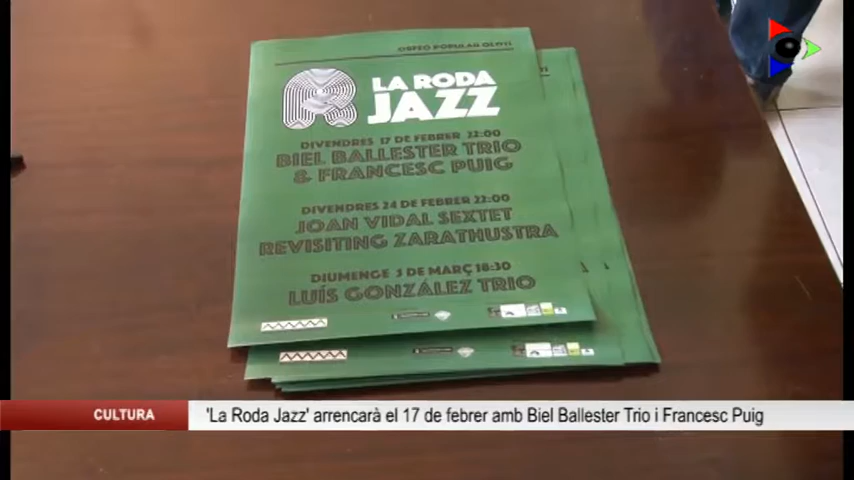 ORFEÓ POPULAR OLOTÍ
LA RODA
JAZZ
DIVENDRES 17 DE FEBRER 22:00
BIEL BALLESTER TRIO
& FRANCESC PUIG
DIVENDRES 24 DE FEBRER 22:00
JOAN VIDAL SEXTET
REVISITING ZARATHUSTRA
DIUMENGE 5 DE MARÇ 18:30
LUÍS GONZÁLEZ TRIO
CULTURA
'La Roda Jazz' arrencarà el 17 de febrer amb Biel Ballester Trio i Francesc Puig